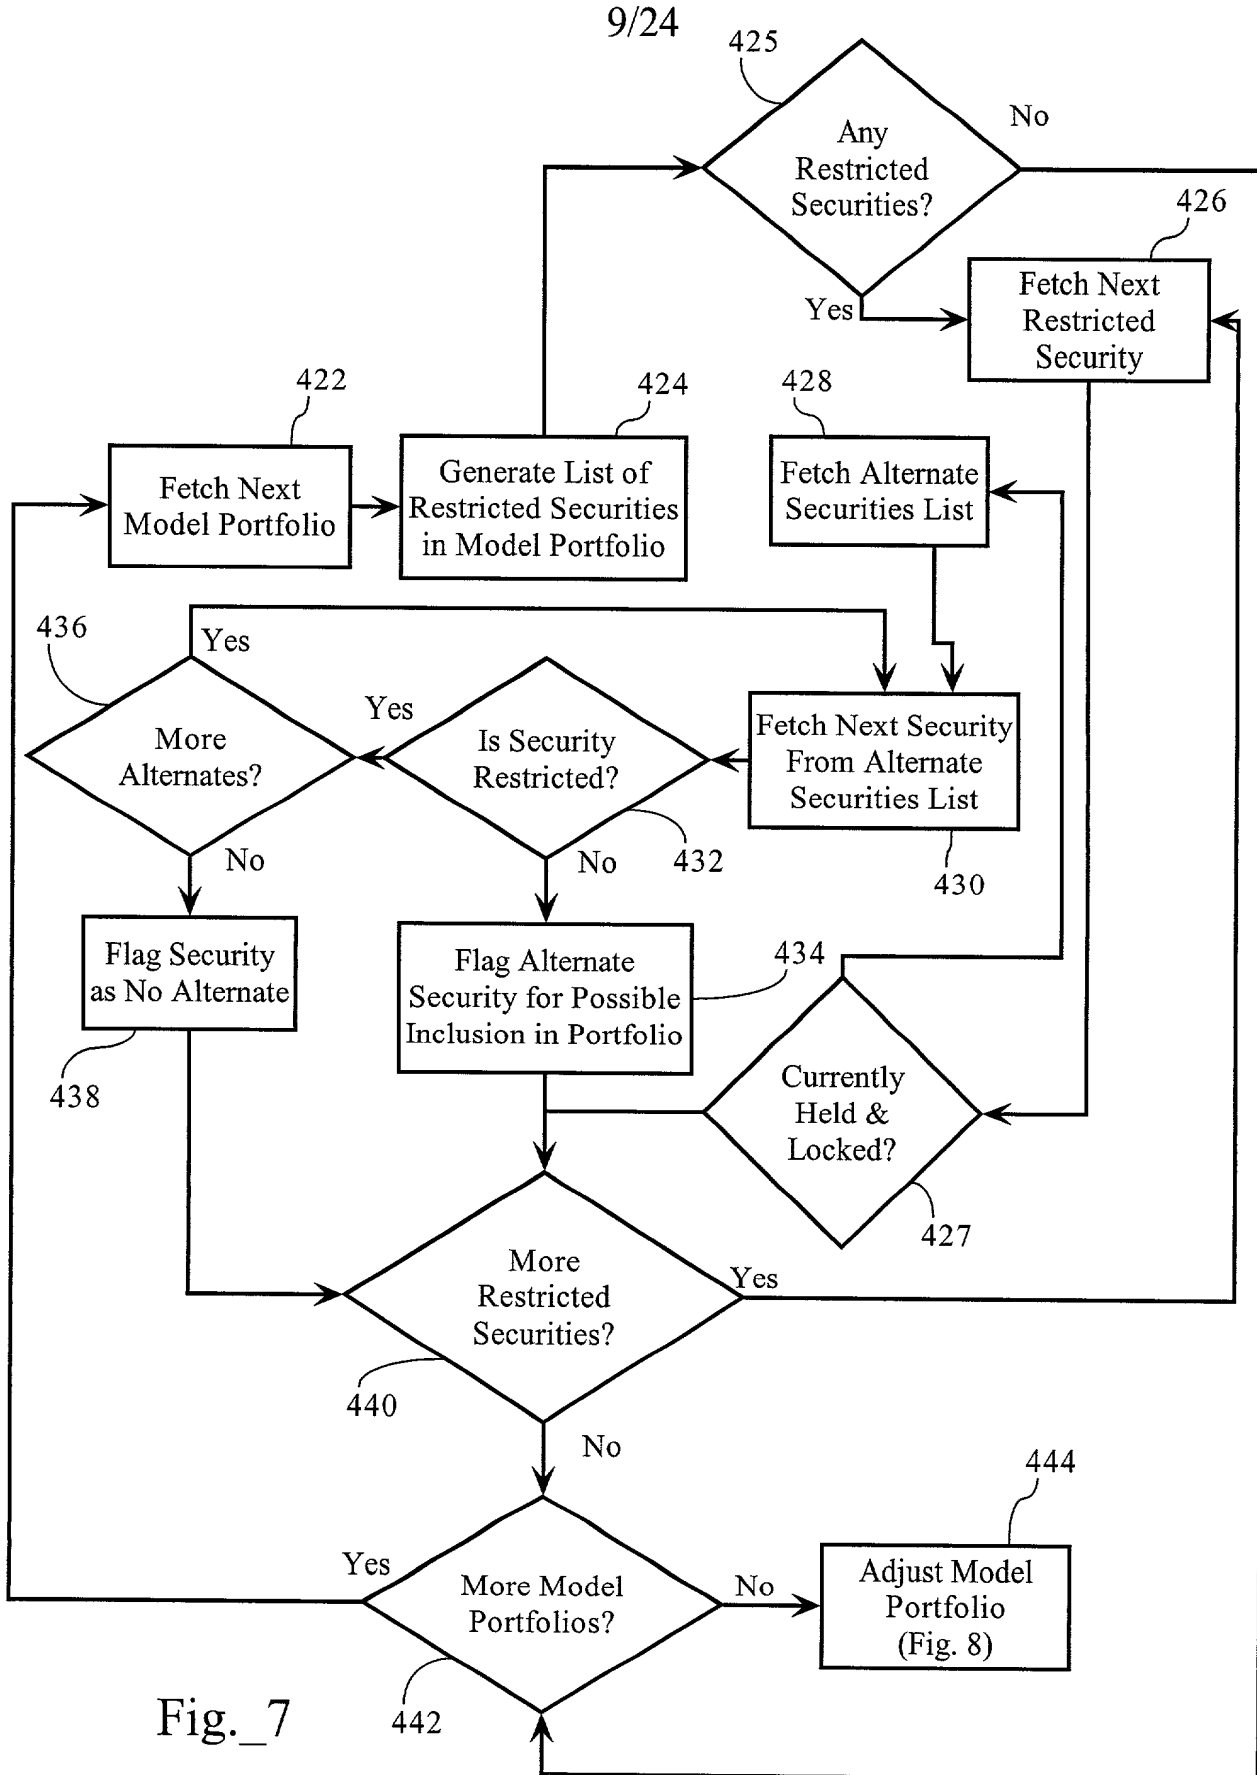 9/24
425
Any
Restricted
Securities?
No
Yes
426
Fetch Next
Restricted
Security
422
Fetch Next
Model Portfolio
424
Generate List of
Restricted Securities
in Model Portfolio
428
Fetch Alternate
Securities List
436
Yes
More
Alternates?
No
Yes
Is Security
Restricted?
432
No
Fetch Next Security
From Alternate
Securities List
430
Flag Security
as No Alternate
438
Flag Alternate
Security for Possible
Inclusion in Portfolio
434
Currently
Held &
Locked?
427
More
Restricted
Securities?
Yes
440
No
Yes
More Model
Portfolios?
No
442
444
Adjust Model
Portfolio
(Fig. 8)
Fig._7